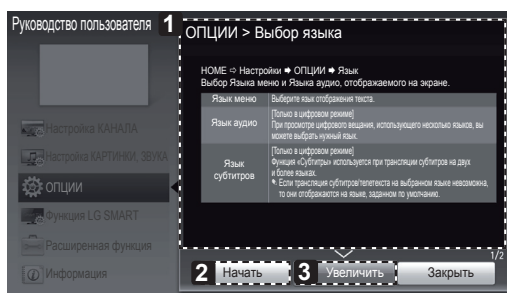 Руководство пользователя
1
ОПЦИИ > Выбор языка
HOME ⇨ Настройки ➡ ОПЦИИ ➡ Язык
Выбор Языка меню и Языка аудио, отображаемого на экране.
Язык меню
Выберите язык отображения текста.
Язык аудио
[Только в цифровом режиме]
При просмотре цифрового вещания, использующего несколько языков, вы
можете выбрать нужный язык.
Язык
субтитров
[Только в цифровом режиме]
Функция «Субтитры» используется при трансляции субтитров на двух
и более языках.
*: Если трансляция субтитров/телетекста на выбранном языке невозможна,
то они отображаются на языке, заданном по умолчанию.
Настройка КАНАЛА
Настройка КАРТИНКИ, ЗВУКА
ОПЦИИ
Функция LG SMART
Расширенная функция
Информация
1/2
2 Начать
3 Увеличить
Закрыть